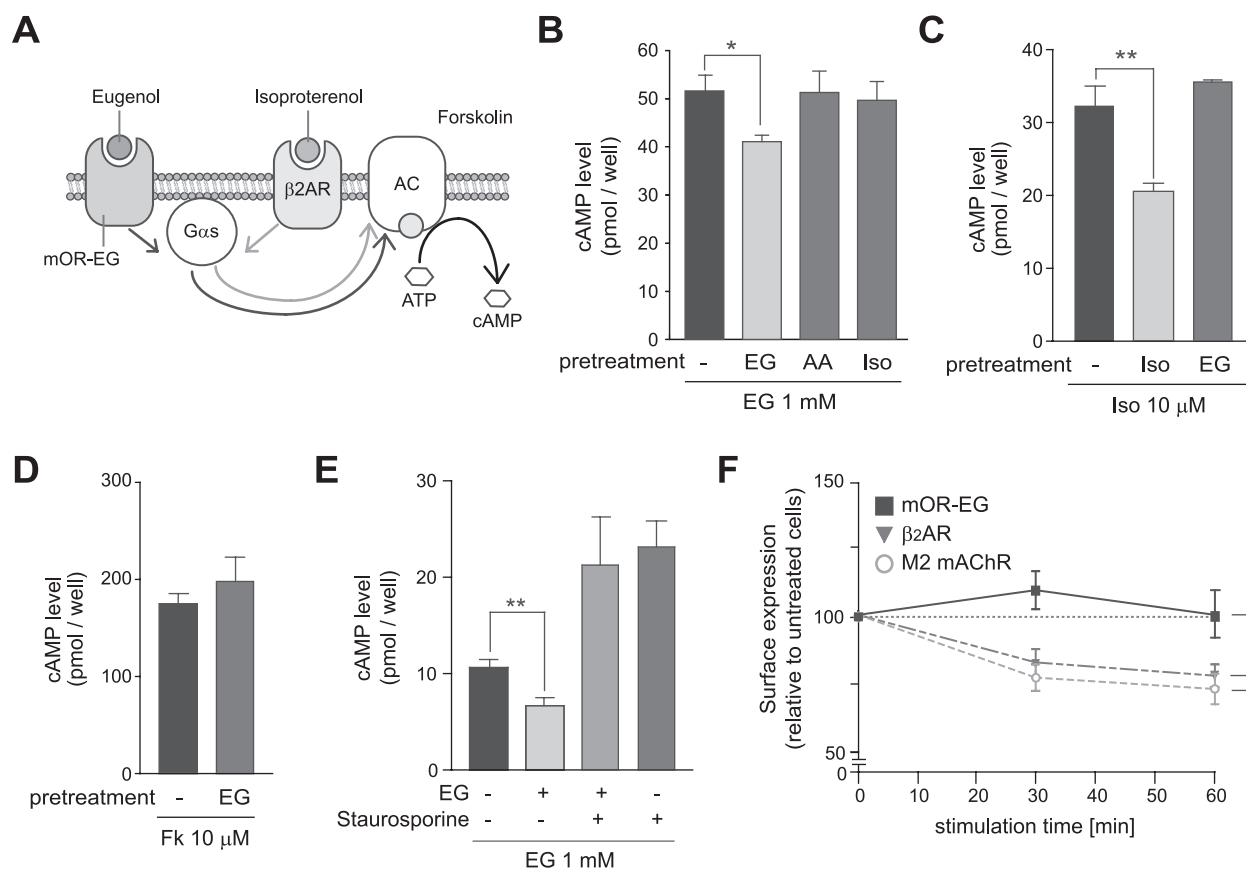 A
Eugenol
Isoproterenol
Forskolin
β2AR
AC
Gαs
mOR-EG
ATP
cAMP
B
cAMP level
(pmol / well)
60
50
40
30
20
10
0
*
pretreatment - EG AA Iso
EG 1 mM
C
cAMP level
(pmol / well)
40
30
20
10
0
**
pretreatment - Iso EG
Iso 10 μM
D
cAMP level
(pmol / well)
300
200
100
0
pretreatment - EG
Fk 10 μM
E
cAMP level
(pmol / well)
30
20
10
0
**
EG - + + -
Staurosporine - - + +
EG 1 mM
F
Surface expression
(relative to untreated cells)
150
100
50
0
mOR-EG
β2AR
M2 mAChR
0 10 20 30 40 50 60
stimulation time [min]